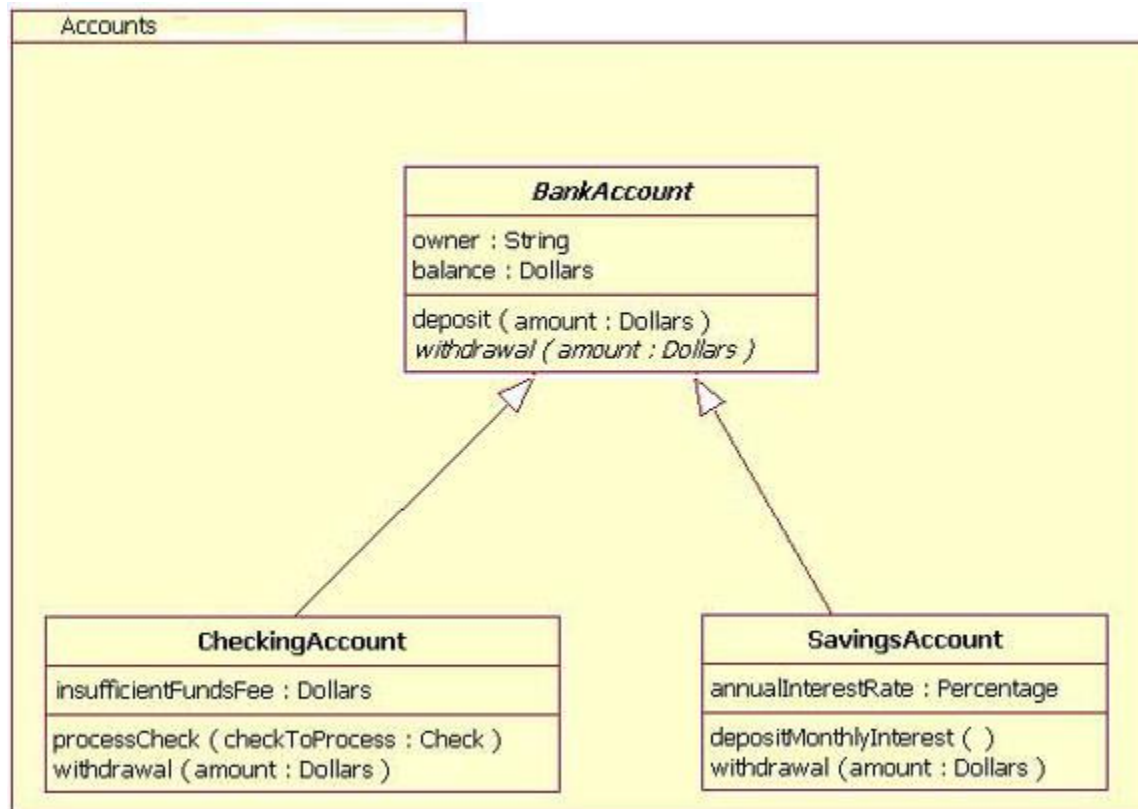 Accounts
BankAccount
owner : String
balance : Dollars
deposit ( amount : Dollars )
withdrawal ( amount : Dollars )
CheckingAccount
insufficientFundsFee : Dollars
processCheck ( checkToProcess : Check )
withdrawal ( amount : Dollars )
SavingsAccount
annualInterestRate : Percentage
depositMonthlyInterest ( )
withdrawal ( amount : Dollars )